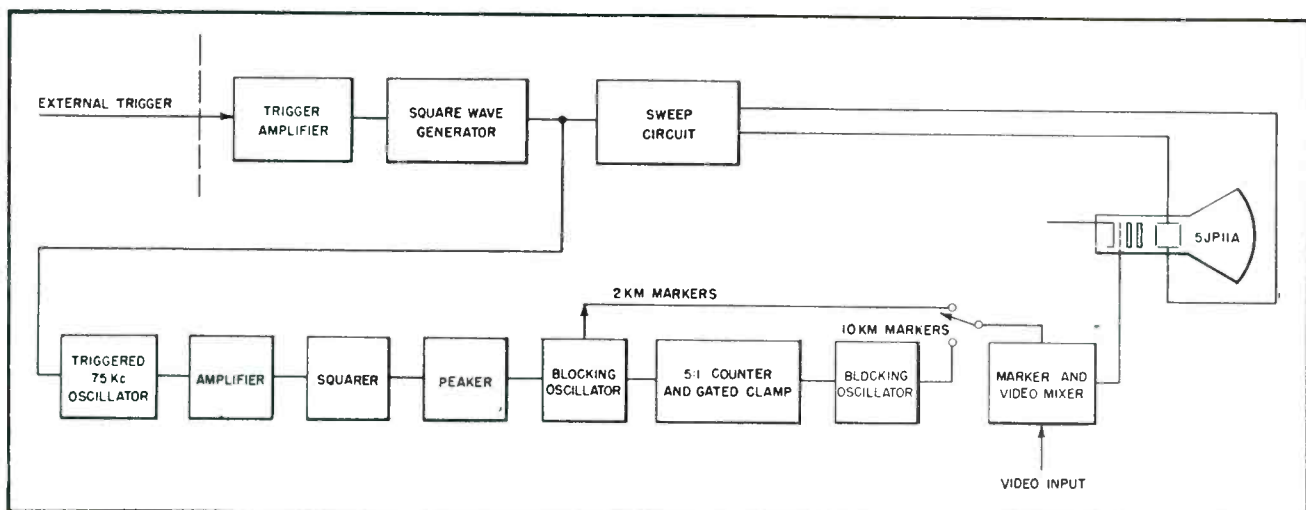 EXTERNAL TRIGGER
TRIGGER
AMPLIFIER
SQUARE WAVE
GENERATOR
SWEEP
CIRCUIT
5JP11A
2 KM MARKERS
10 KM MARKERS
TRIGGERED
75 Kc
OSCILLATOR
AMPLIFIER
SQUARER
PEAKER
BLOCKING
OSCILLATOR
5:1 COUNTER
AND GATED CLAMP
BLOCKING
OSCILLATOR
MARKER AND
VIDEO MIXER
VIDEO INPUT